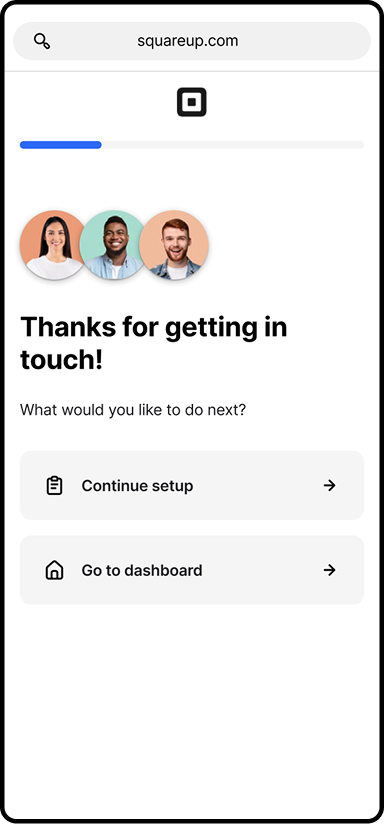 squareup.com
Thanks for getting in
touch!
What would you like to do next?
Continue setup
Go to dashboard